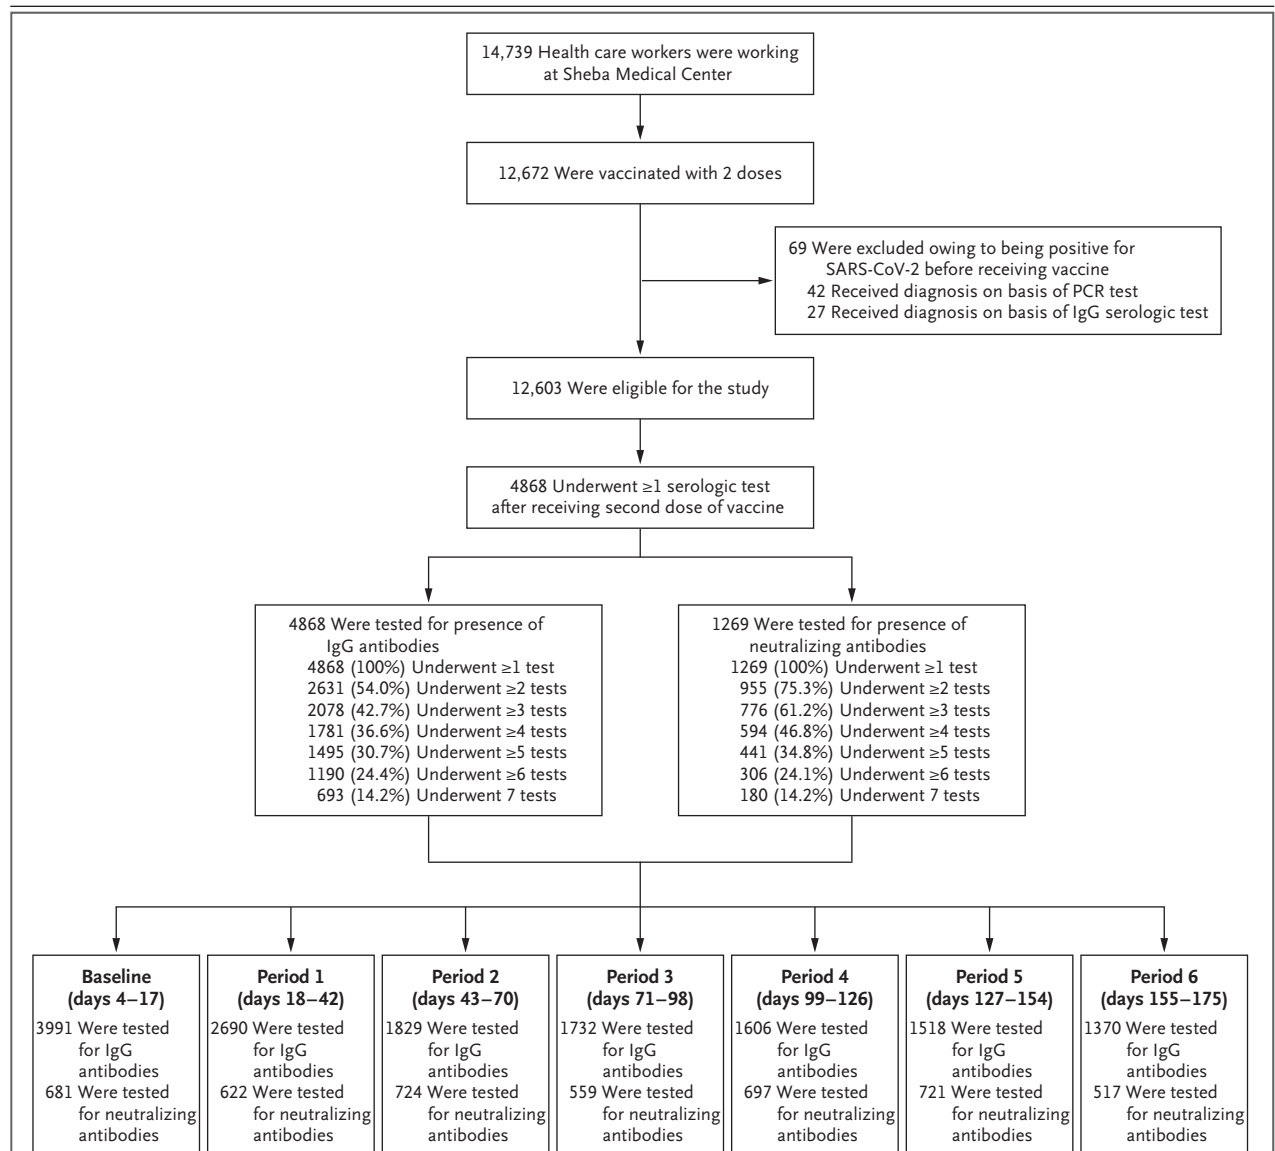 14,739 Health care workers were working
at Sheba Medical Center
12,672 Were vaccinated with 2 doses
69 Were excluded owing to being positive for
SARS-CoV-2 before receiving vaccine
42 Received diagnosis on basis of PCR test
27 Received diagnosis on basis of IgG serologic test
12,603 Were eligible for the study
4868 Underwent ≥1 serologic test
after receiving second dose of vaccine
4868 Were tested for presence of
IgG antibodies
4868 (100%) Underwent ≥1 test
2631 (54.0%) Underwent ≥2 tests
2078 (42.7%) Underwent ≥3 tests
1781 (36.6%) Underwent ≥4 tests
1495 (30.7%) Underwent ≥5 tests
1190 (24.4%) Underwent ≥6 tests
693 (14.2%) Underwent 7 tests
1269 Were tested for presence of
neutralizing antibodies
1269 (100%) Underwent ≥1 test
955 (75.3%) Underwent ≥2 tests
776 (61.2%) Underwent ≥3 tests
594 (46.8%) Underwent ≥4 tests
441 (34.8%) Underwent ≥5 tests
306 (24.1%) Underwent ≥6 tests
180 (14.2%) Underwent 7 tests
Baseline
(days 4–17)
3991 Were tested
for IgG
antibodies
681 Were tested
for neutralizing
antibodies
Period 1
(days 18–42)
2690 Were tested
for IgG
antibodies
622 Were tested
for neutralizing
antibodies
Period 2
(days 43–70)
1829 Were tested
for IgG
antibodies
724 Were tested
for neutralizing
antibodies
Period 3
(days 71–98)
1732 Were tested
for IgG
antibodies
559 Were tested
for neutralizing
antibodies
Period 4
(days 99–126)
1606 Were tested
for IgG
antibodies
697 Were tested
for neutralizing
antibodies
Period 5
(days 127–154)
1518 Were tested
for IgG
antibodies
721 Were tested
for neutralizing
antibodies
Period 6
(days 155–175)
1370 Were tested
for IgG
antibodies
517 Were tested
for neutralizing
antibodies